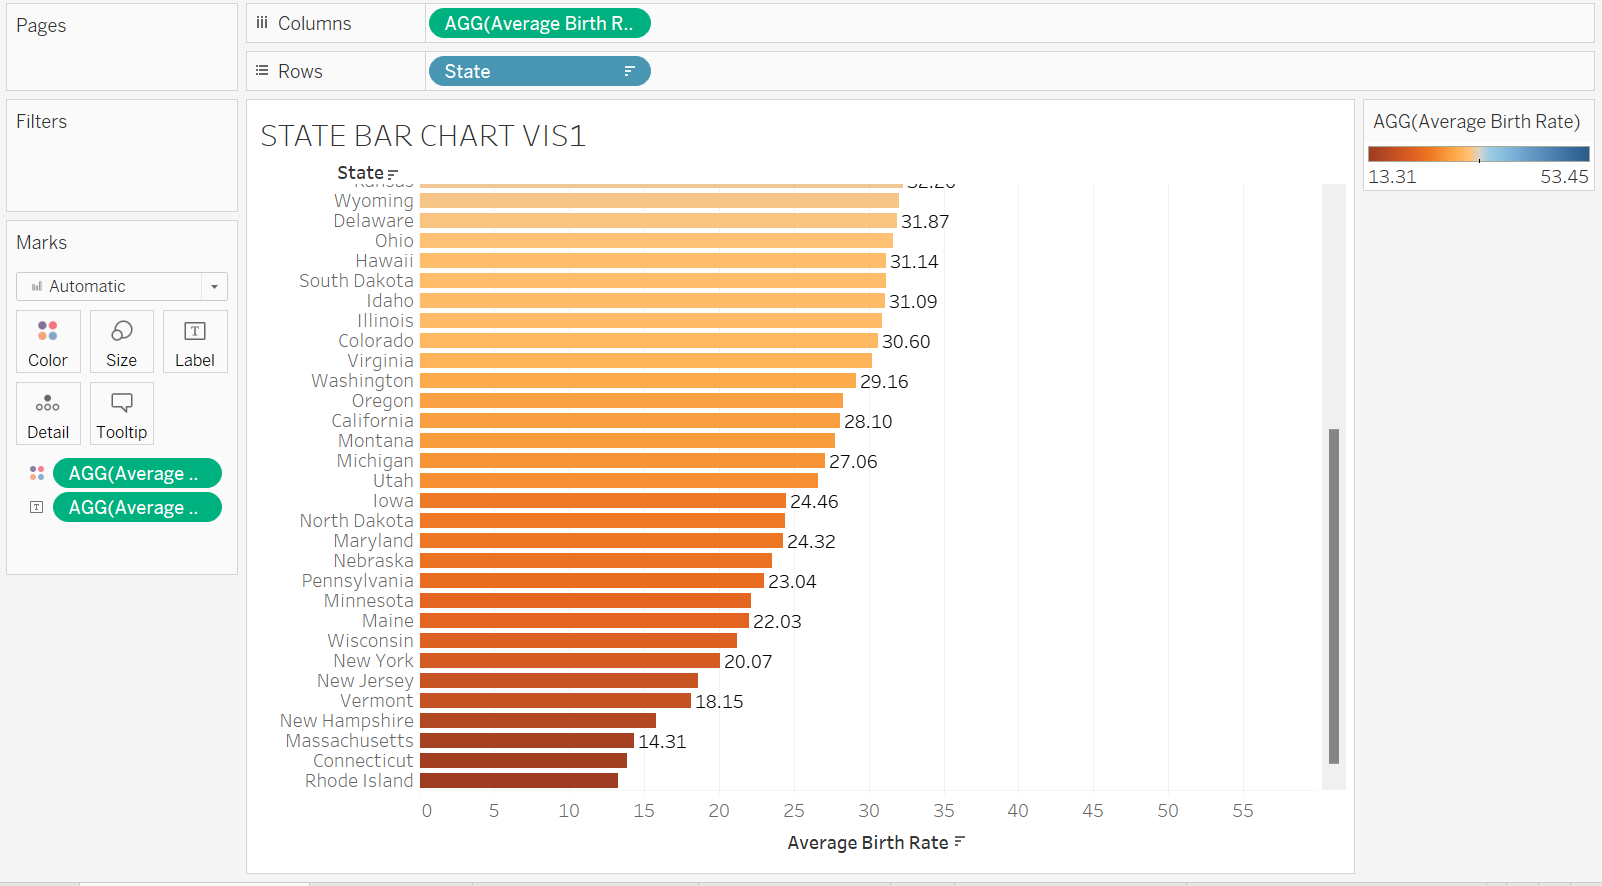 Pages
Columns
AGG(Average Birth R..
Rows
State
Filters
Marks
Automatic
Color
Size
Label
Detail
Tooltip
AGG(Average ..
AGG(Average ..
STATE BAR CHART VIS1
State
Kansas
Wyoming
Delaware 31.87
Ohio
Hawaii 31.14
South Dakota
Idaho 31.09
Illinois
Colorado 30.60
Virginia
Washington 29.16
Oregon
California 28.10
Montana
Michigan 27.06
Utah
Iowa 24.46
North Dakota
Maryland 24.32
Nebraska
Pennsylvania 23.04
Minnesota
Maine 22.03
Wisconsin
New York 20.07
New Jersey
Vermont 18.15
New Hampshire
Massachusetts 14.31
Connecticut
Rhode Island
0 5 10 15 20 25 30 35 40 45 50 55
Average Birth Rate
AGG(Average Birth Rate)
13.31 53.45